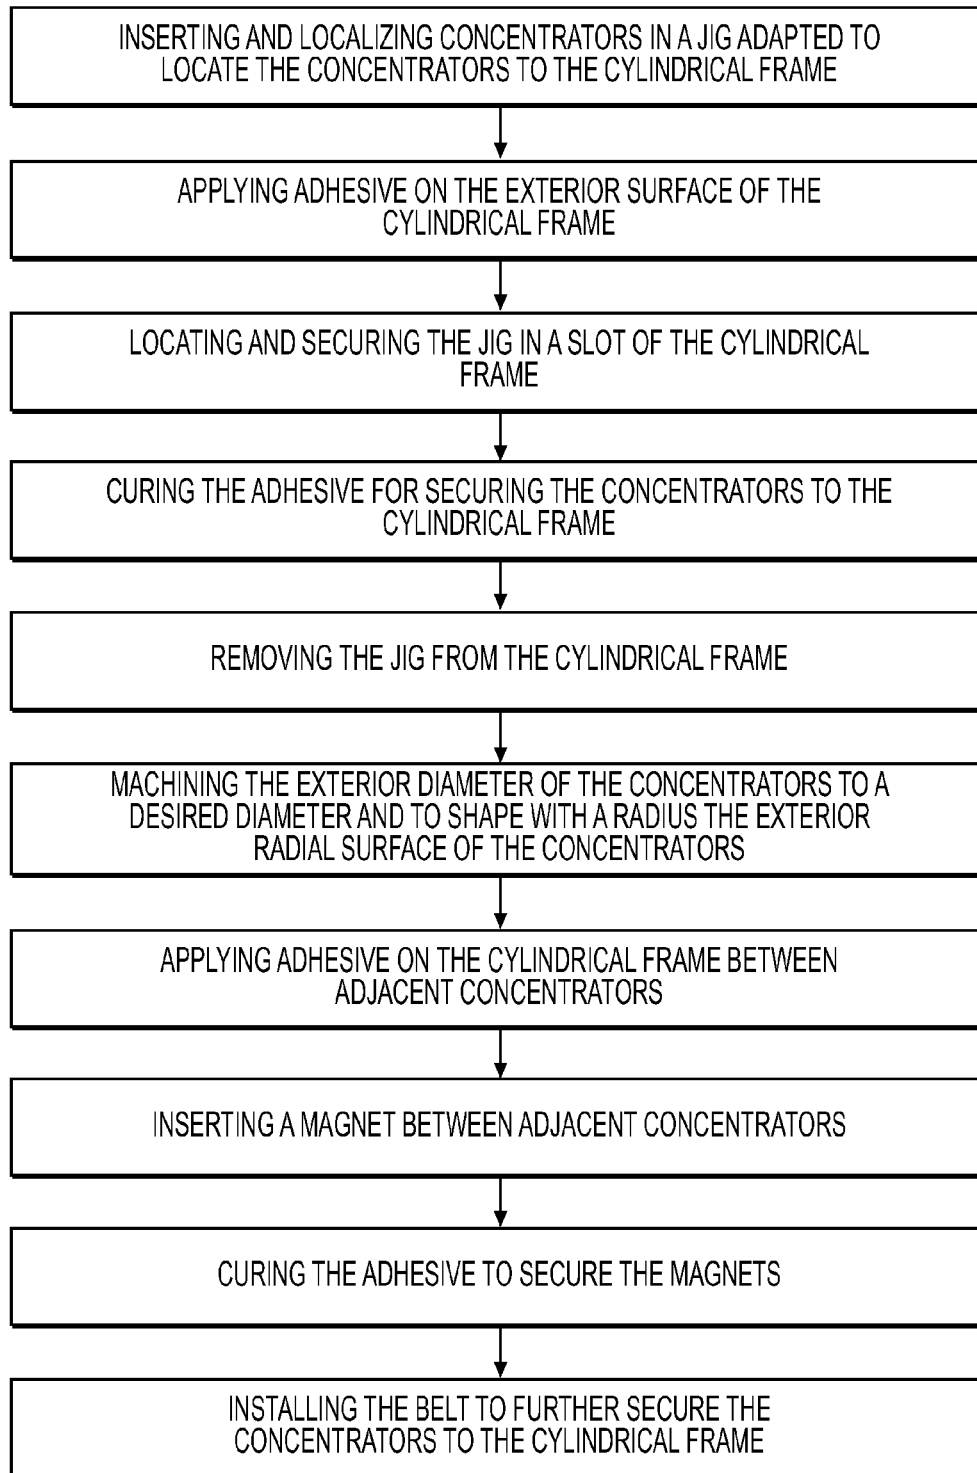 INSERTING AND LOCALIZING CONCENTRATORS IN A JIG ADAPTED TO
LOCATE THE CONCENTRATORS TO THE CYLINDRICAL FRAME
APPLYING ADHESIVE ON THE EXTERIOR SURFACE OF THE
CYLINDRICAL FRAME
LOCATING AND SECURING THE JIG IN A SLOT OF THE CYLINDRICAL
FRAME
CURING THE ADHESIVE FOR SECURING THE CONCENTRATORS TO THE
CYLINDRICAL FRAME
REMOVING THE JIG FROM THE CYLINDRICAL FRAME
MACHINING THE EXTERIOR DIAMETER OF THE CONCENTRATORS TO A
DESIRED DIAMETER AND TO SHAPE WITH A RADIUS THE EXTERIOR
RADIAL SURFACE OF THE CONCENTRATORS
APPLYING ADHESIVE ON THE CYLINDRICAL FRAME BETWEEN
ADJACENT CONCENTRATORS
INSERTING A MAGNET BETWEEN ADJACENT CONCENTRATORS
CURING THE ADHESIVE TO SECURE THE MAGNETS
INSTALLING THE BELT TO FURTHER SECURE THE
CONCENTRATORS TO THE CYLINDRICAL FRAME